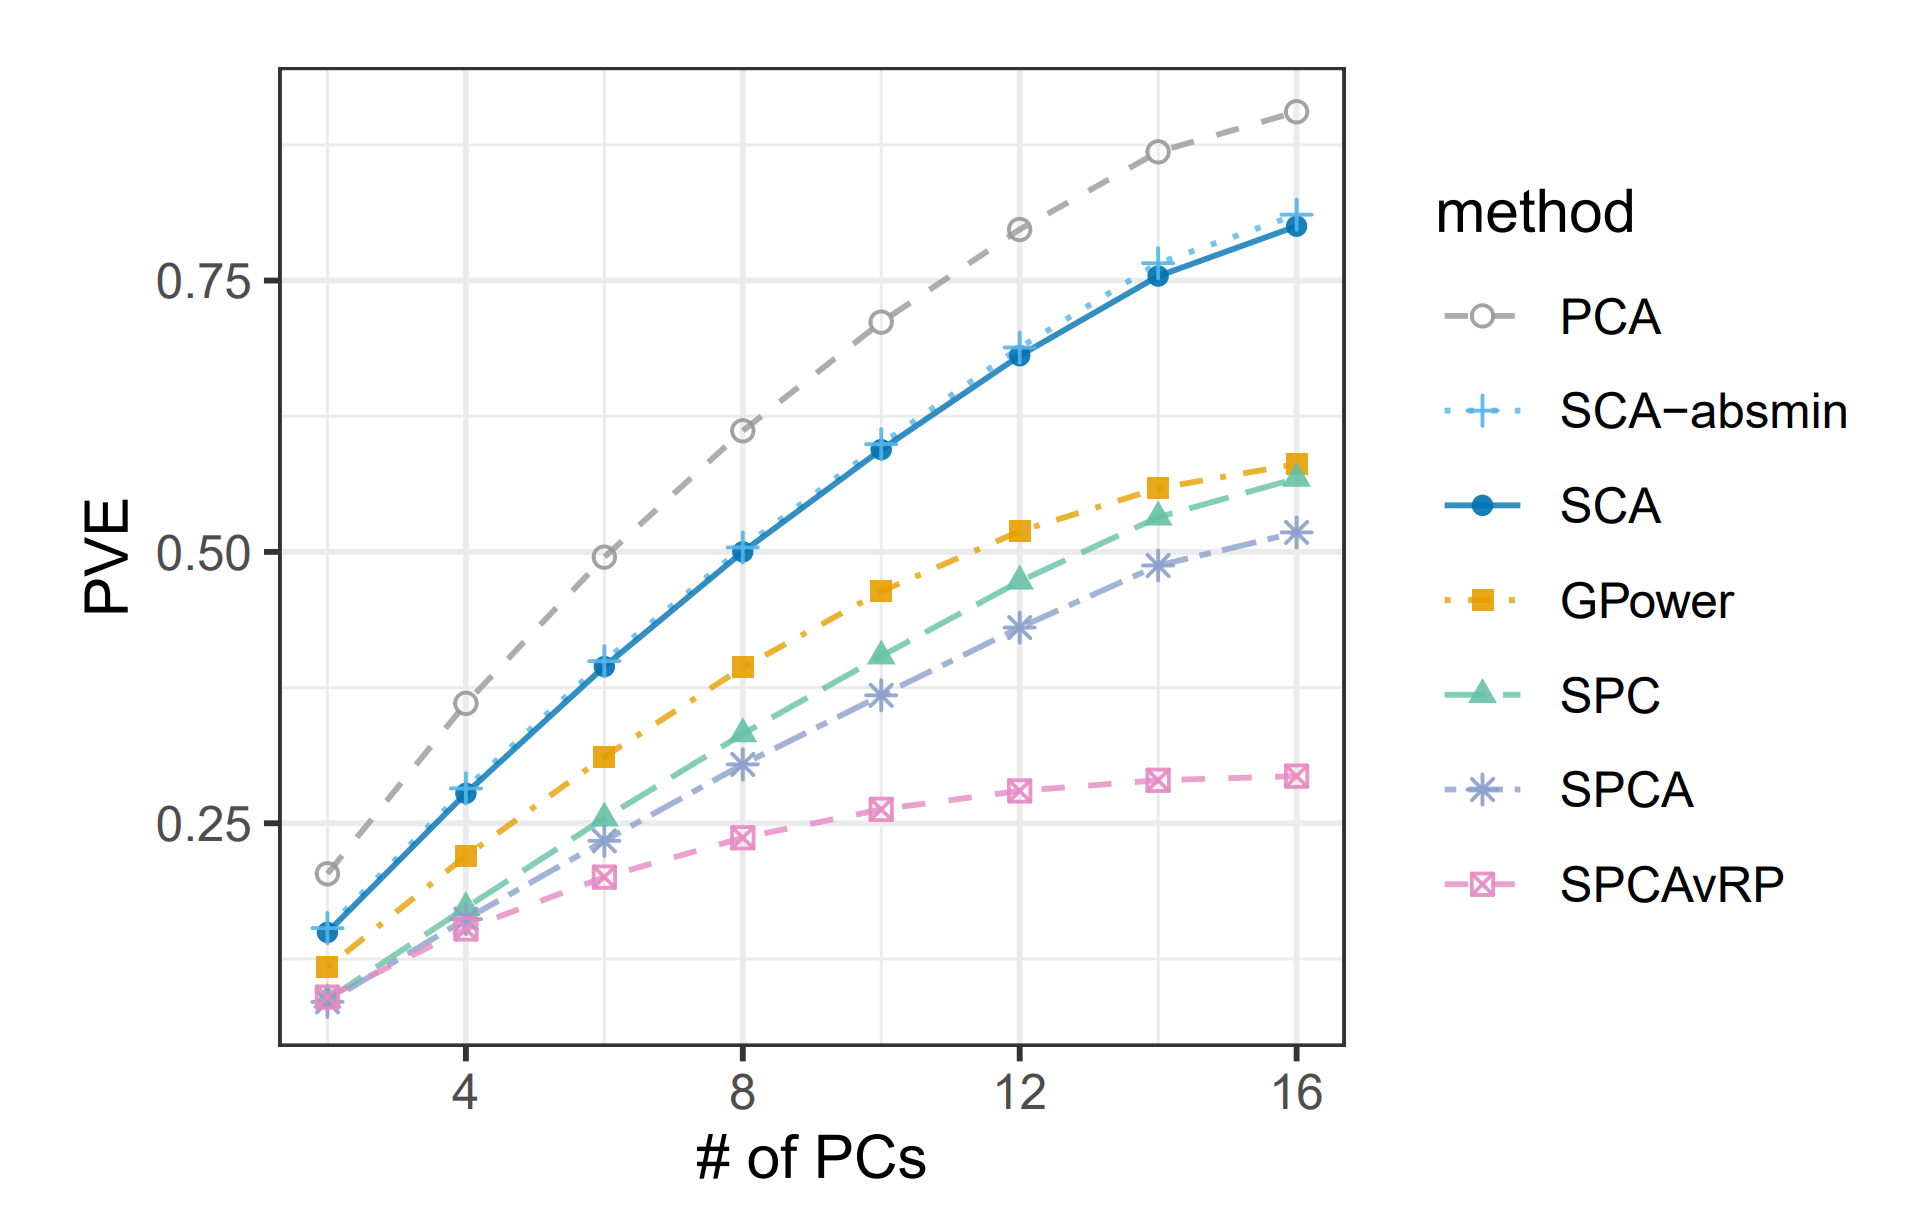 PVE
0.75
0.50
0.25
4 8 12 16
# of PCs
method
PCA
SCA−absmin
SCA
GPower
SPC
SPCA
SPCAvRP